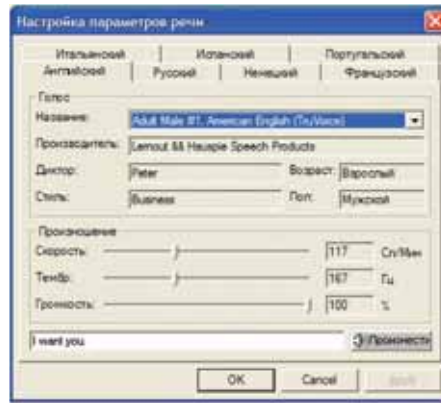 Настройка параметров речи
Итальянский Испанский Португальский
Английский Русский Немецкий Французский
Голос
Название: Adult Male #1, American English (TruVoice)
Производитель: Lernout && Hauspie Speech Products
Диктор: Peter Возраст: Взрослый
Стиль: Business Пол: Мужской
Произношение
Скорость: 117 Сл/Мин
Тембр: 167 Гц
Громкость: 100 %
I want you Произнести
OK Cancel Apply